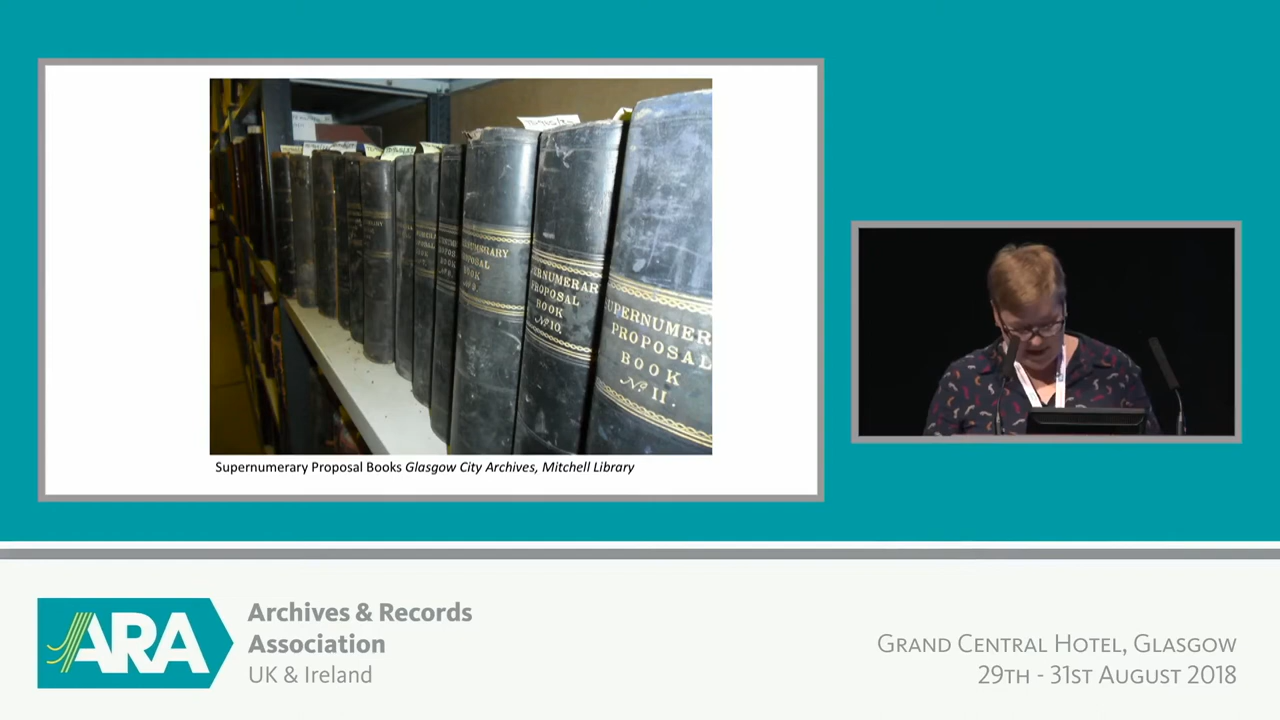 SUPERNUMERARY
PROPOSAL
BOOK
Nº 10.
SUPERNUMER
PROPOSAL
BOOK
Nº 11.
Supernumerary Proposal Books Glasgow City Archives, Mitchell Library
ARA
Archives & Records
Association
UK & Ireland
GRAND CENTRAL HOTEL, GLASGOW
29TH - 31ST AUGUST 2018